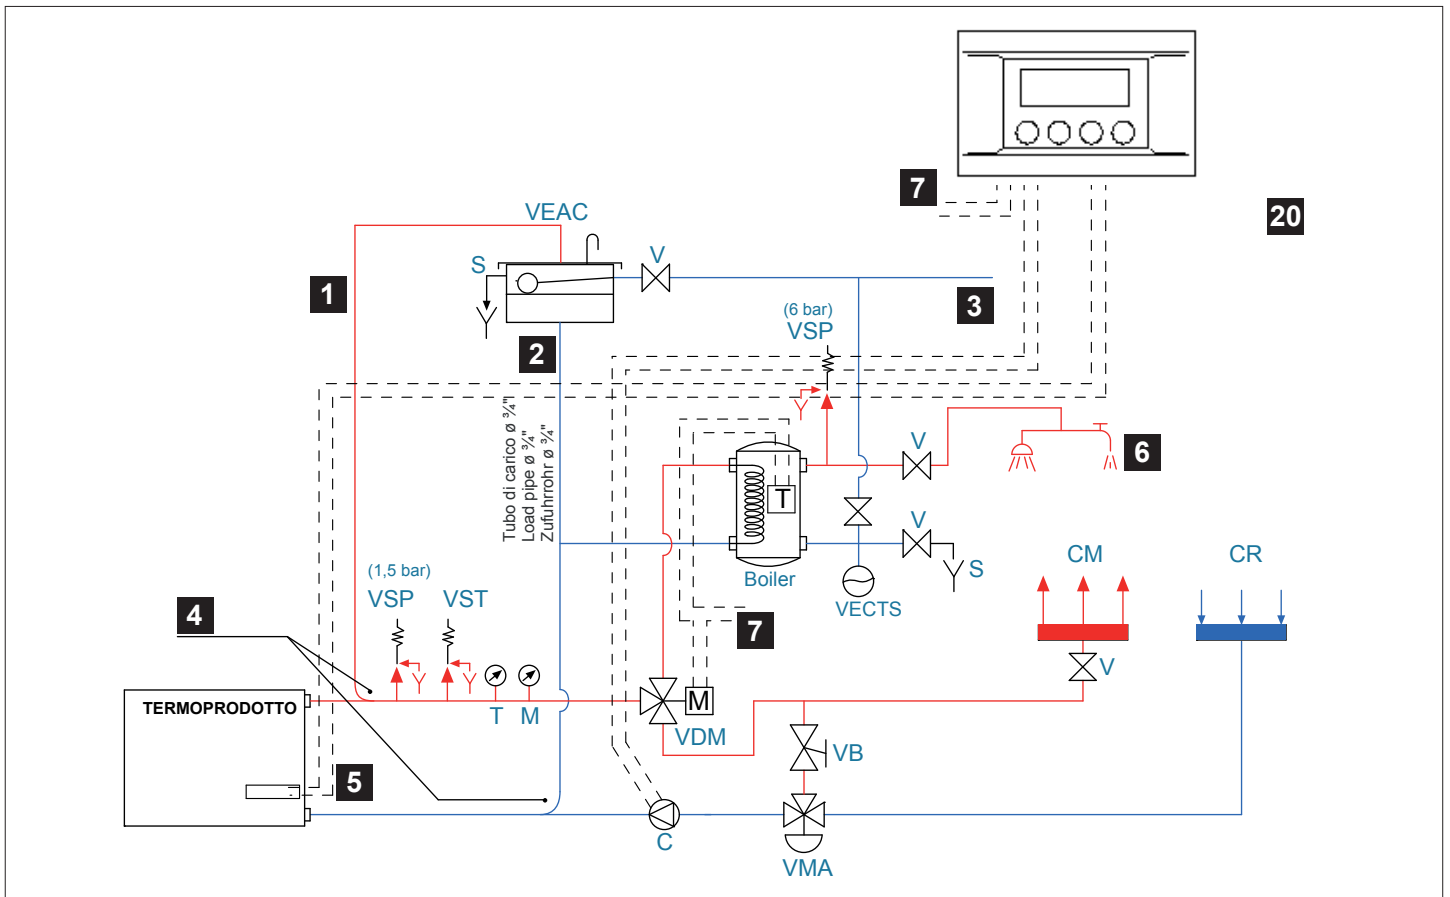 7
20
VEAC
S
V
1
3
(6 bar)
VSP
2
Tubo di carico ø ¾"
Load pipe ø ¾"
Zufuhrrohr ø ¾"
V
6
T
V
(1,5 bar)
VSP
VST
Boiler
VECTS
S
CM
CR
4
7
V
TERMOPRODOTTO
T
M
M
VDM
VB
5
C
VMA